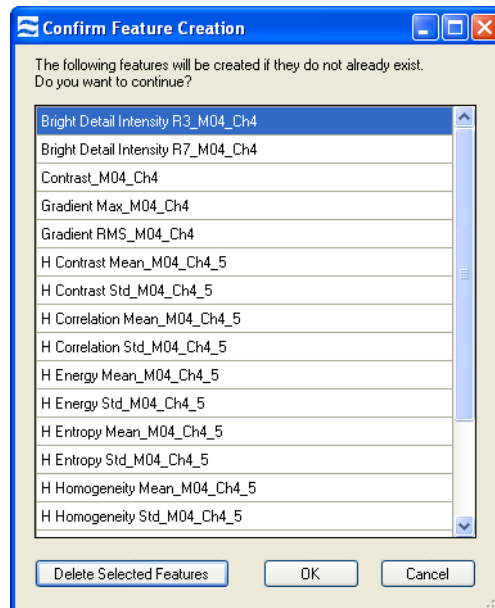 Confirm Feature Creation
The following features will be created if they do not already exist.
Do you want to continue?
Bright Detail Intensity R3_M04_Ch4
Bright Detail Intensity R7_M04_Ch4
Contrast_M04_Ch4
Gradient Max_M04_Ch4
Gradient RMS_M04_Ch4
H Contrast Mean_M04_Ch4_5
H Contrast Std_M04_Ch4_5
H Correlation Mean_M04_Ch4_5
H Correlation Std_M04_Ch4_5
H Energy Mean_M04_Ch4_5
H Energy Std_M04_Ch4_5
H Entropy Mean_M04_Ch4_5
H Entropy Std_M04_Ch4_5
H Homogeneity Mean_M04_Ch4_5
H Homogeneity Std_M04_Ch4_5
Delete Selected Features OK Cancel